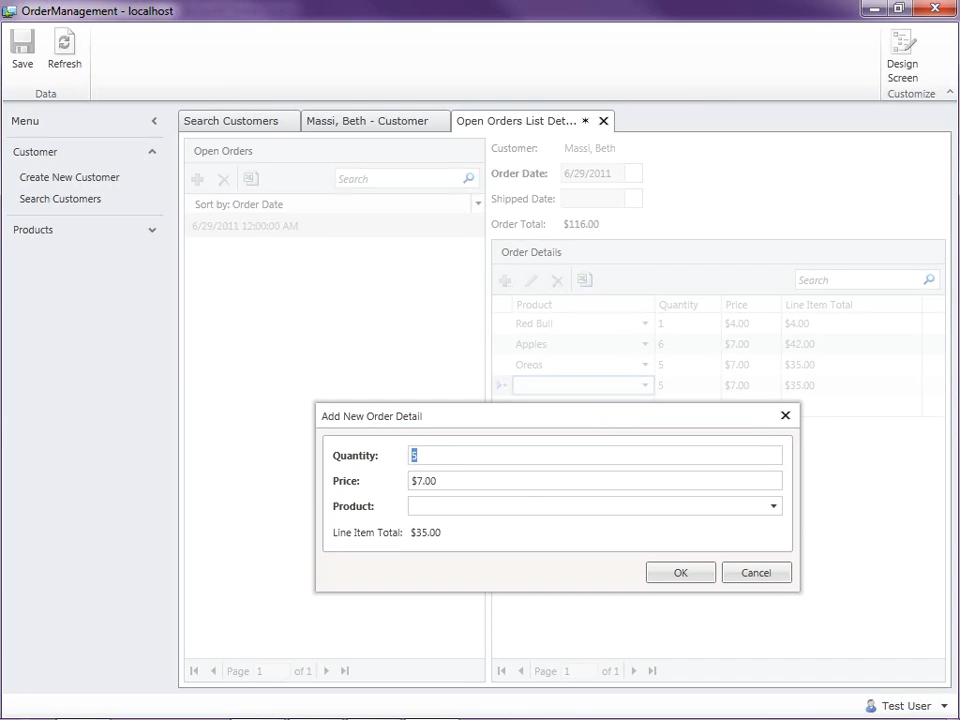 OrderManagement - localhost
Save
Refresh
Design Screen
Data
Customize
Menu
Search Customers
Massi, Beth - Customer
Open Orders List Det... *
Customer
Create New Customer
Search Customers
Products
Open Orders
Search
Sort by: Order Date
6/29/2011 12:00:00 AM
Customer: Massi, Beth
Order Date: 6/29/2011
Shipped Date:
Order Total: $116.00
Order Details
Search
Product Quantity Price Line Item Total
Red Bull 1 $4.00 $4.00
Apples 6 $7.00 $42.00
Oreos 5 $7.00 $35.00
5 $7.00 $35.00
Add New Order Detail
Quantity: 5
Price: $7.00
Product:
Line Item Total: $35.00
OK Cancel
Page 1 of 1
Page 1 of 1
Test User